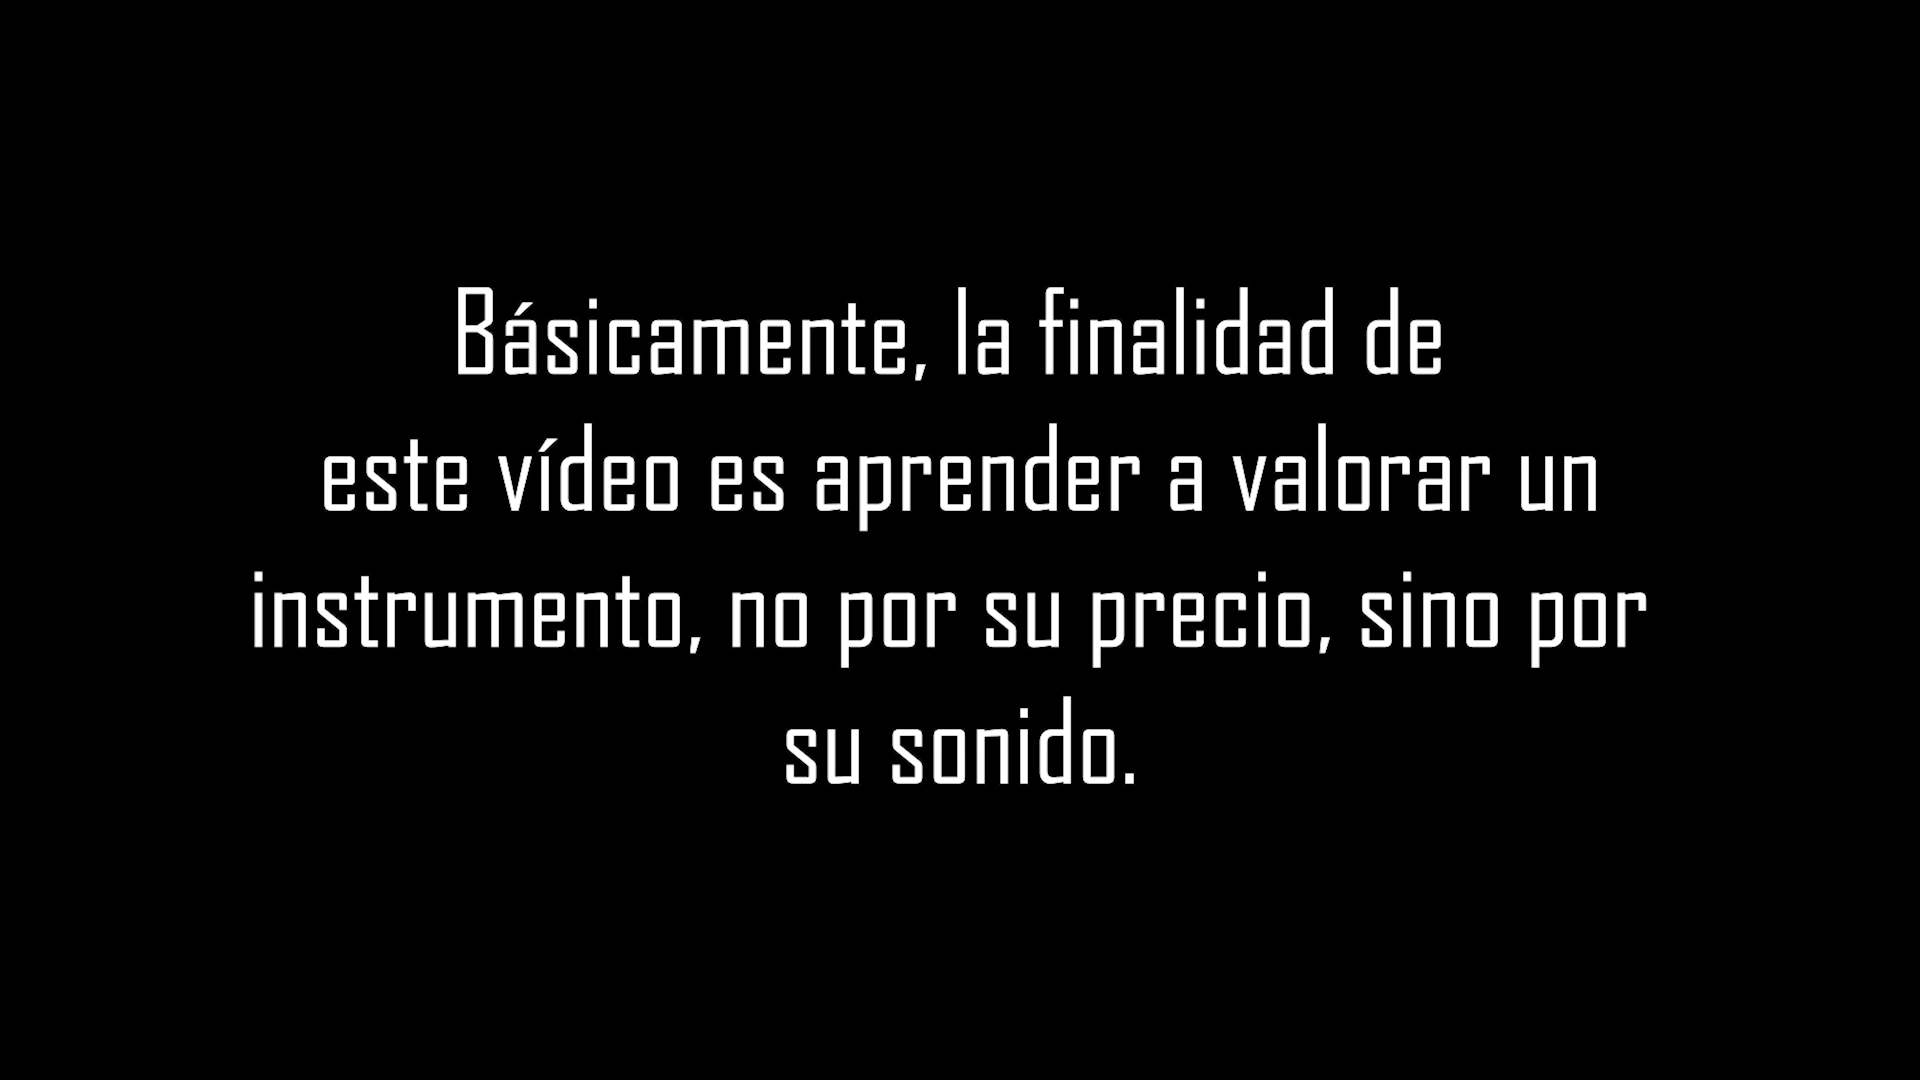 Básicamente, la finalidad de
este vídeo es aprender a valorar un
instrumento, no por su precio, sino por
su sonido.